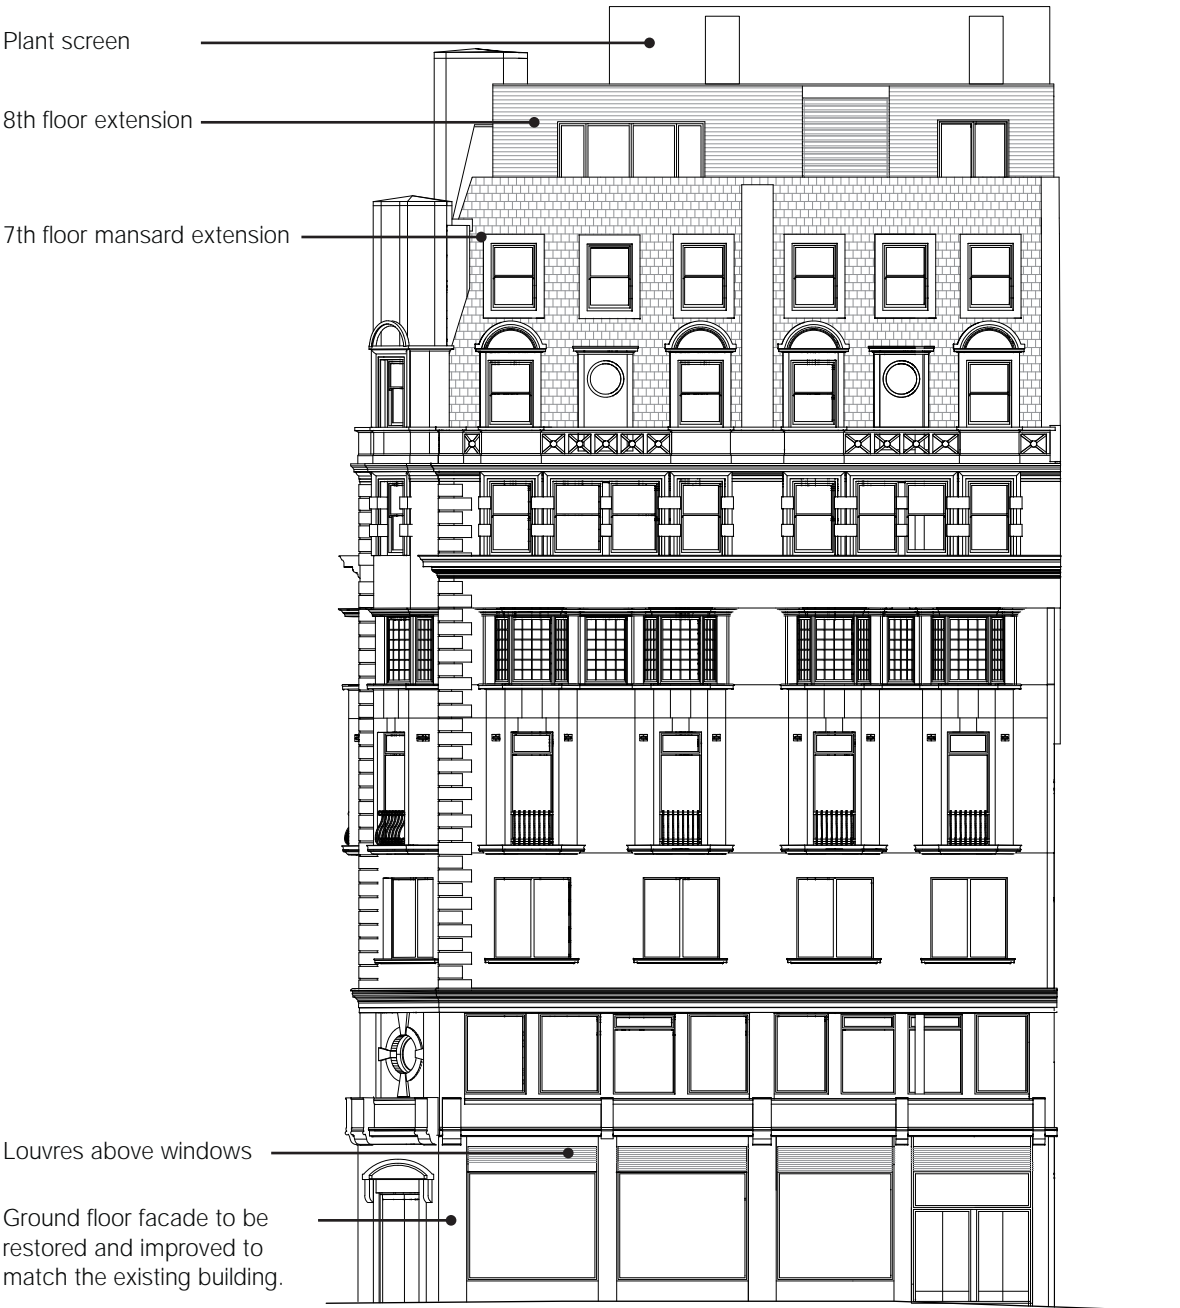 Plant screen
8th floor extension
7th floor mansard extension
Louvres above windows
Ground floor facade to be
restored and improved to
match the existing building.